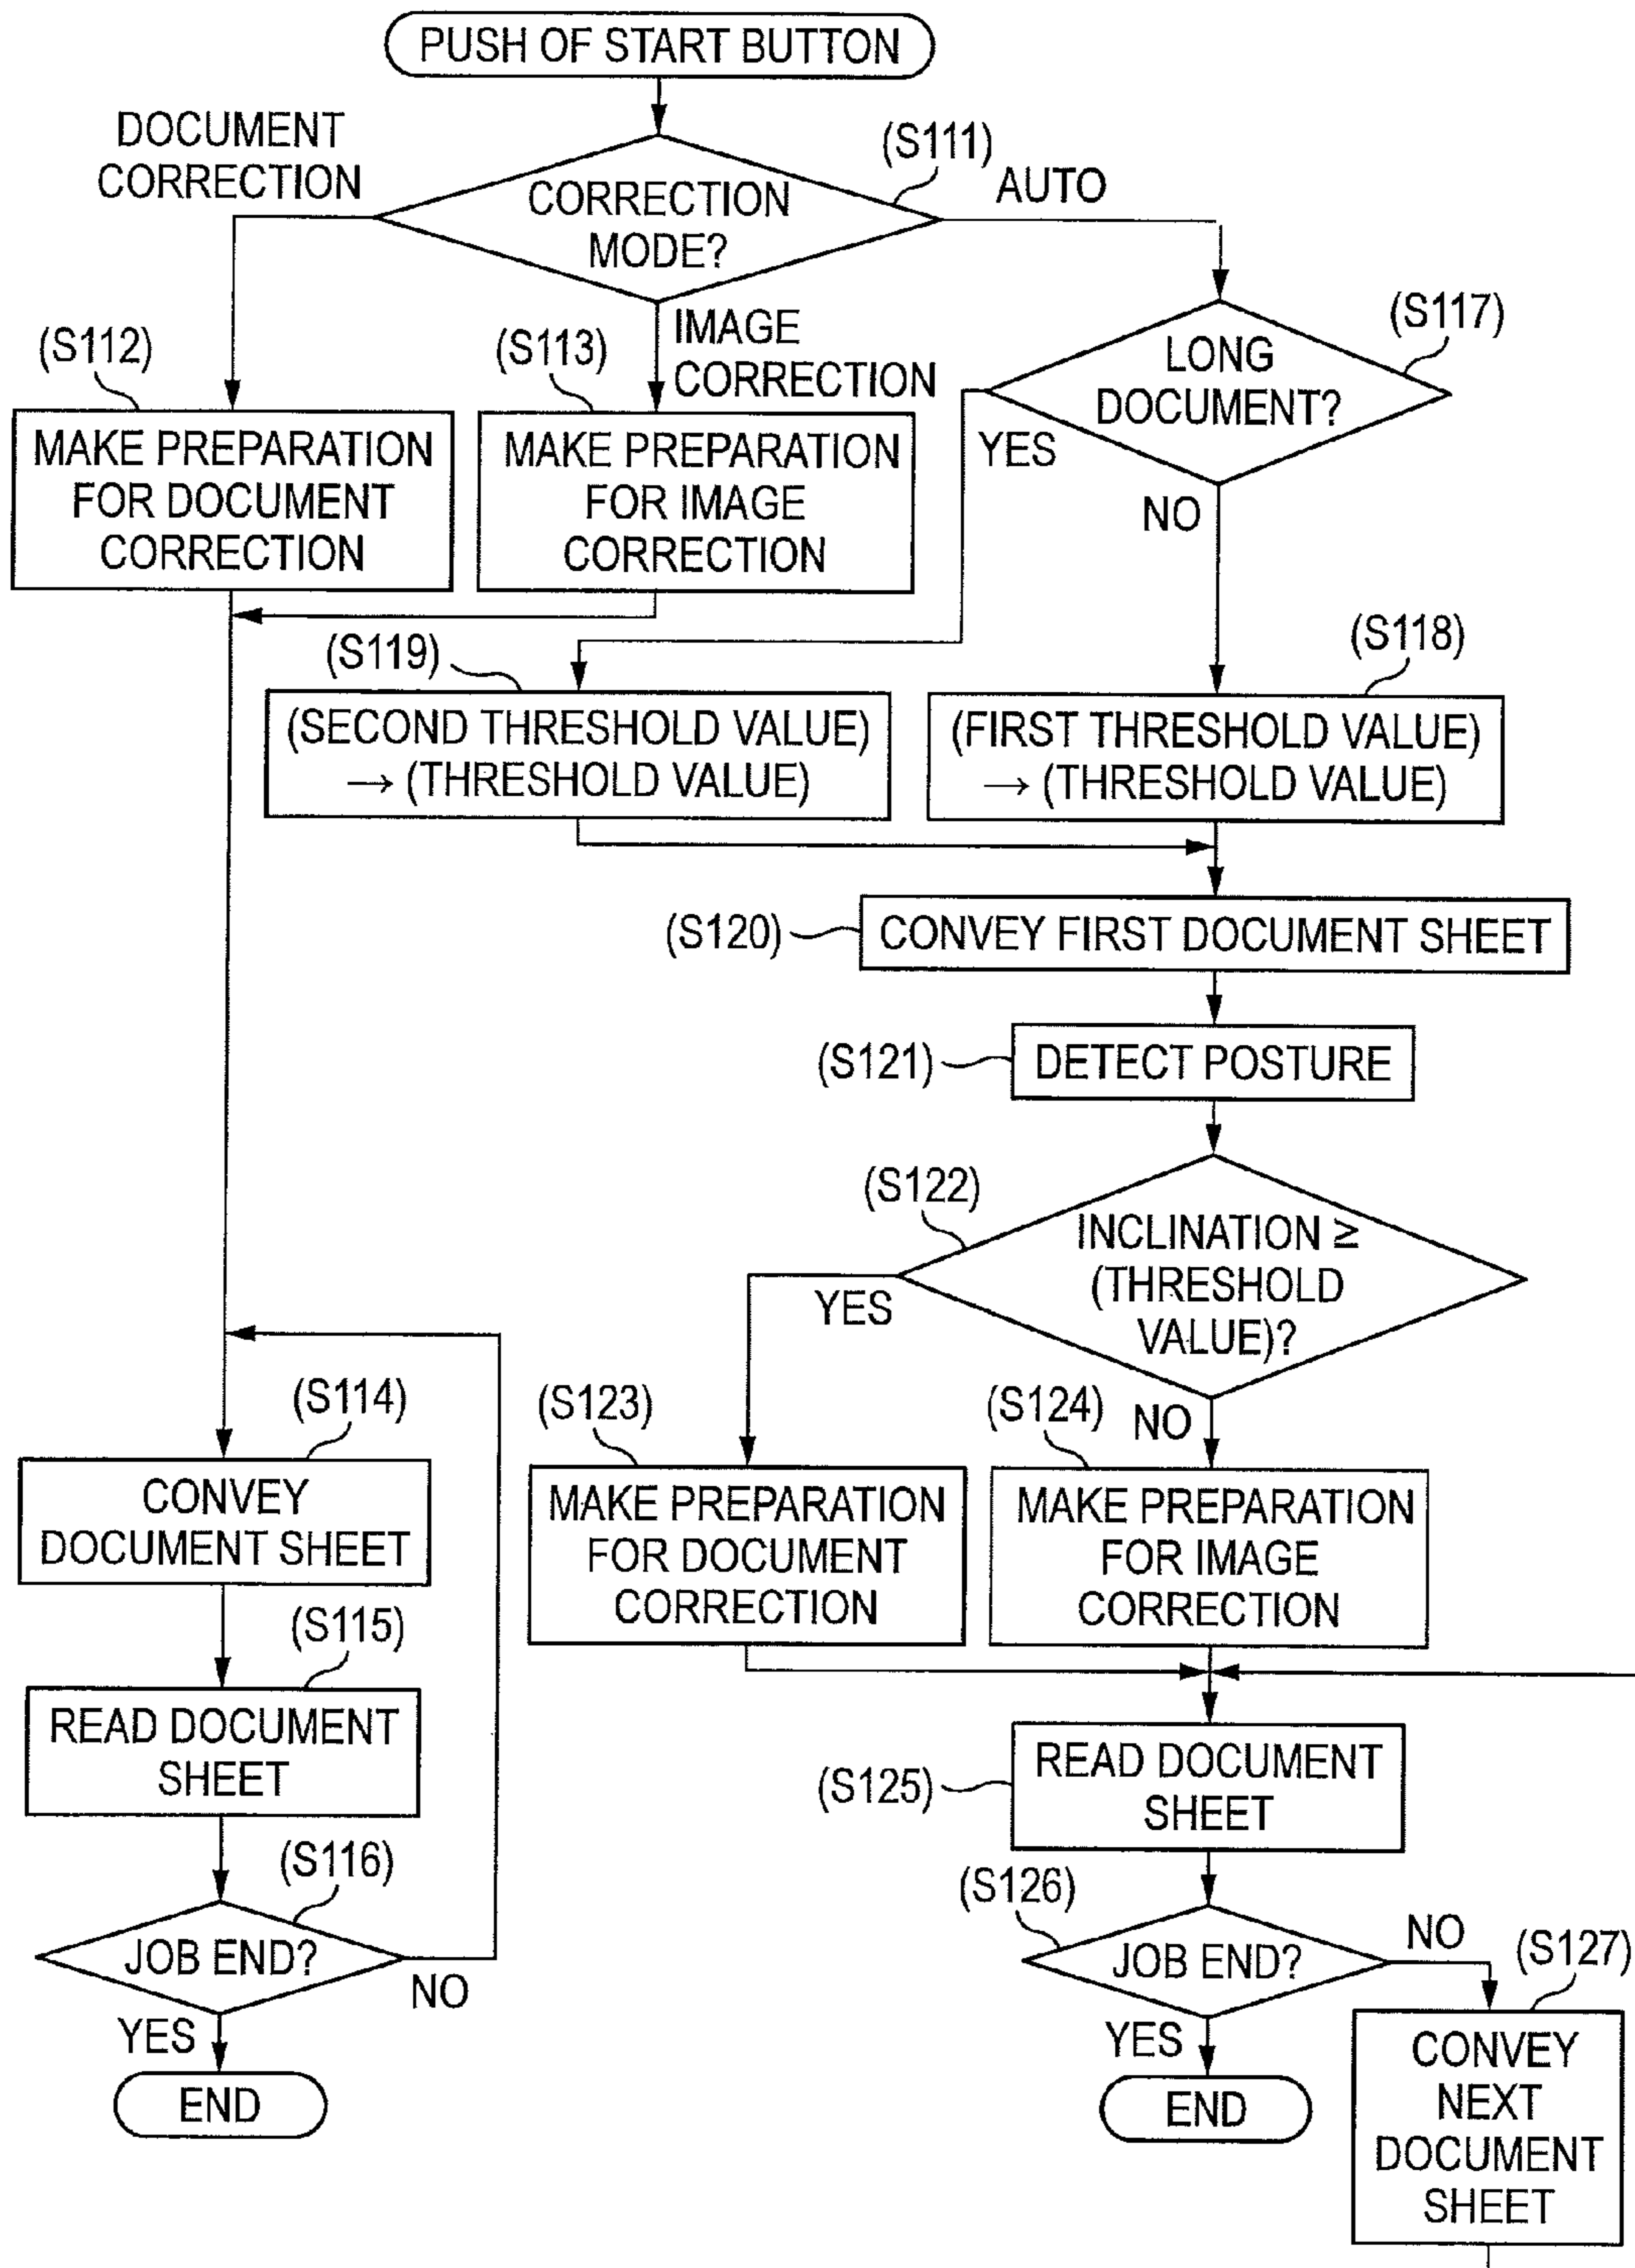 PUSH OF START BUTTON
DOCUMENT
CORRECTION
(S111)
AUTO
CORRECTION
MODE?
(S112)
(S113)
IMAGE
CORRECTION
(S117)
LONG
DOCUMENT?
YES
NO
MAKE PREPARATION
FOR DOCUMENT
CORRECTION
MAKE PREPARATION
FOR IMAGE
CORRECTION
(S119)
(S118)
(SECOND THRESHOLD VALUE)
→ (THRESHOLD VALUE)
(FIRST THRESHOLD VALUE)
→ (THRESHOLD VALUE)
(S120)
CONVEY FIRST DOCUMENT SHEET
(S121)
DETECT POSTURE
(S122)
INCLINATION ≥
(THRESHOLD
VALUE)?
YES
NO
(S114)
CONVEY
DOCUMENT SHEET
(S123)
MAKE PREPARATION
FOR DOCUMENT
CORRECTION
(S124)
MAKE PREPARATION
FOR IMAGE
CORRECTION
(S115)
READ DOCUMENT
SHEET
(S125)
READ DOCUMENT
SHEET
(S116)
JOB END?
NO
YES
END
(S126)
JOB END?
NO
YES
END
(S127)
CONVEY
NEXT
DOCUMENT
SHEET